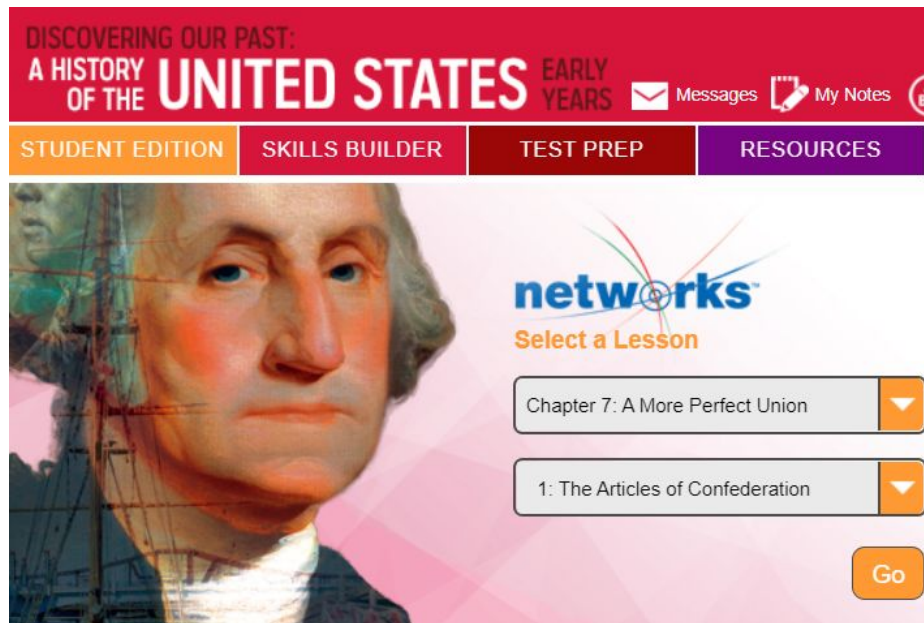 DISCOVERING OUR PAST:
A HISTORY OF THE UNITED STATES EARLY YEARS
Messages
My Notes
STUDENT EDITION
SKILLS BUILDER
TEST PREP
RESOURCES
networks™
Select a Lesson
Chapter 7: A More Perfect Union
1: The Articles of Confederation
Go